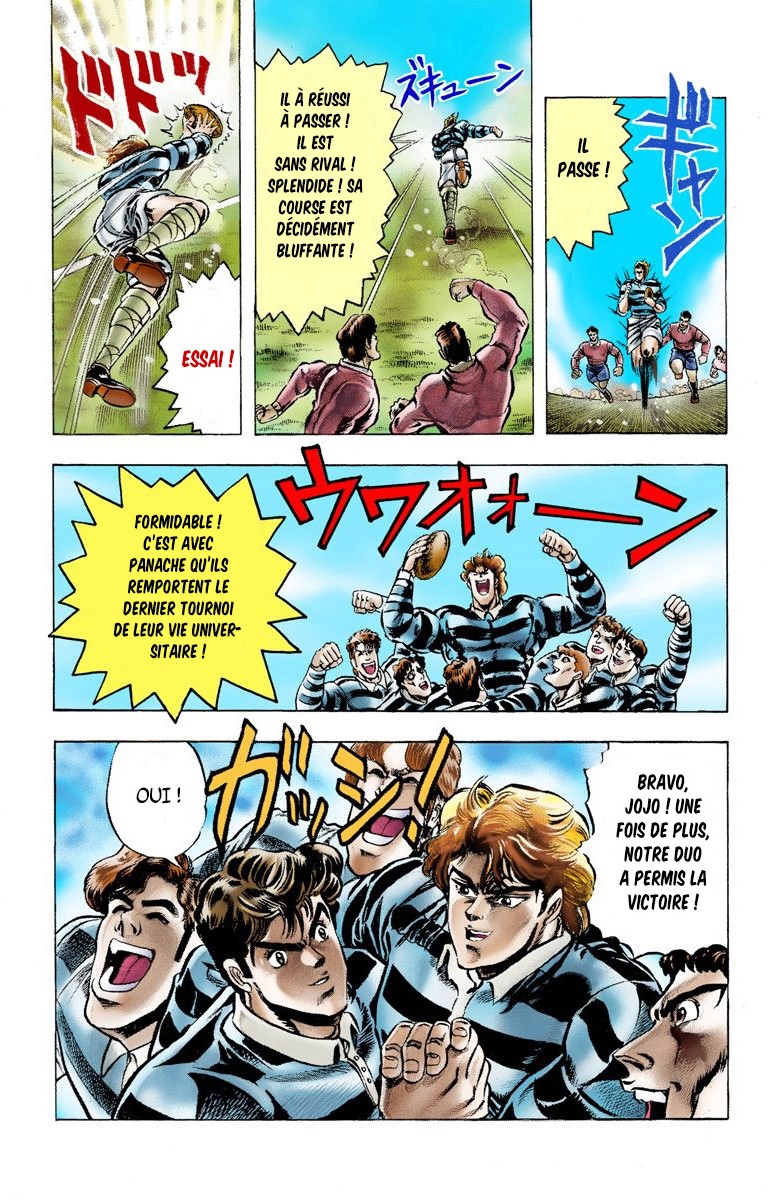 IL
PASSE !
ギャン
IL À RÉUSSI
À PASSER !
IL EST
SANS RIVAL !
SPLENDIDE ! SA
COURSE EST
DÉCIDÉMENT
BLUFFANTE !
ズキューン
ドドッ
ESSAI !
ウワオォーン
FORMIDABLE !
C'EST AVEC
PANACHE QU'ILS
REMPORTENT LE
DERNIER TOURNOI
DE LEUR VIE UNIVER-
SITAIRE !
BRAVO,
JOJO ! UNE
FOIS DE PLUS,
NOTRE DUO
A PERMIS LA
VICTOIRE !
ガッシ！
OUI !